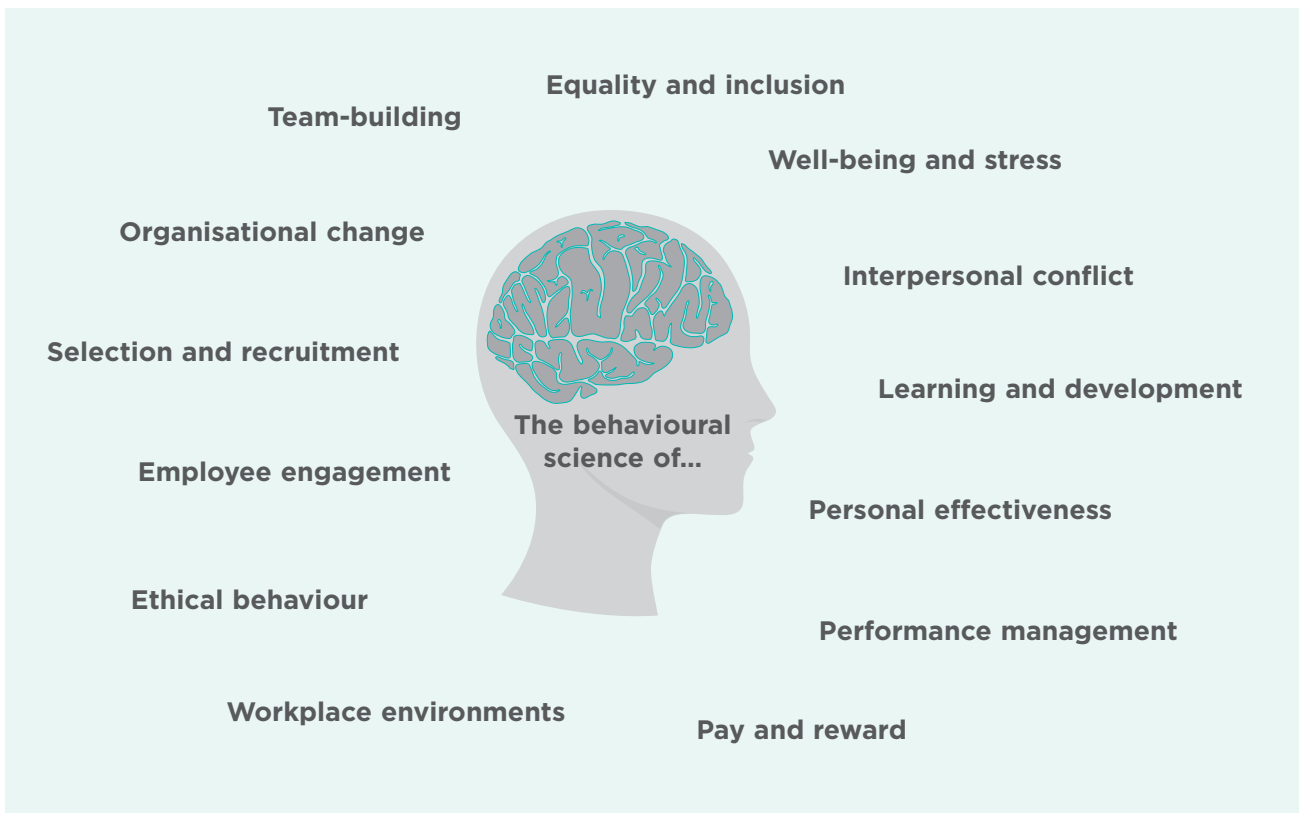 Equality and inclusion
Team-building
Well-being and stress
Organisational change
Interpersonal conflict
Selection and recruitment
Learning and development
The behavioural
science of...
Employee engagement
Personal effectiveness
Ethical behaviour
Performance management
Workplace environments
Pay and reward